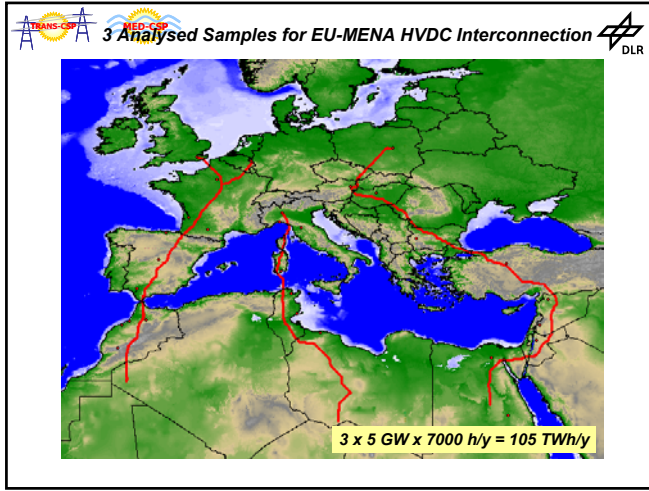 TRANS-CSP
MED-CSP
3 Analysed Samples for EU-MENA HVDC Interconnection
DLR
3 x 5 GW x 7000 h/y = 105 TWh/y